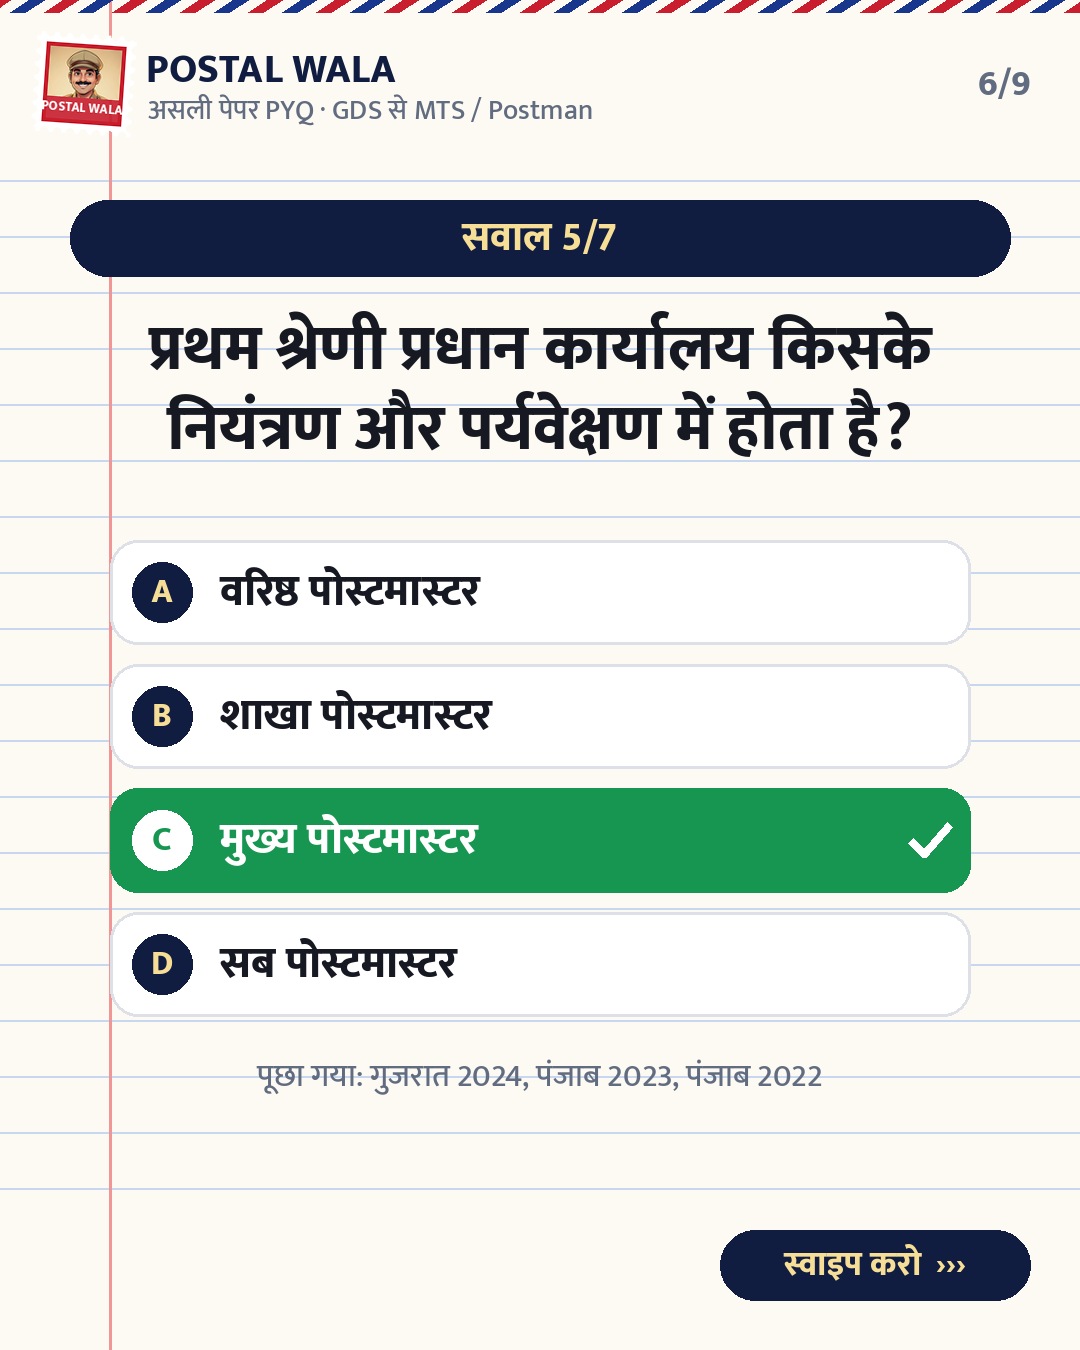 POSTAL WALA
POSTAL WALA
असली पेपर PYQ · GDS से MTS / Postman
6/9
सवाल 5/7
प्रथम श्रेणी प्रधान कार्यालय किसके
नियंत्रण और पर्यवेक्षण में होता है?
A वरिष्ठ पोस्टमास्टर
B शाखा पोस्टमास्टर
C मुख्य पोस्टमास्टर
D सब पोस्टमास्टर
पूछा गया: गुजरात 2024, पंजाब 2023, पंजाब 2022
स्वाइप करो ›››